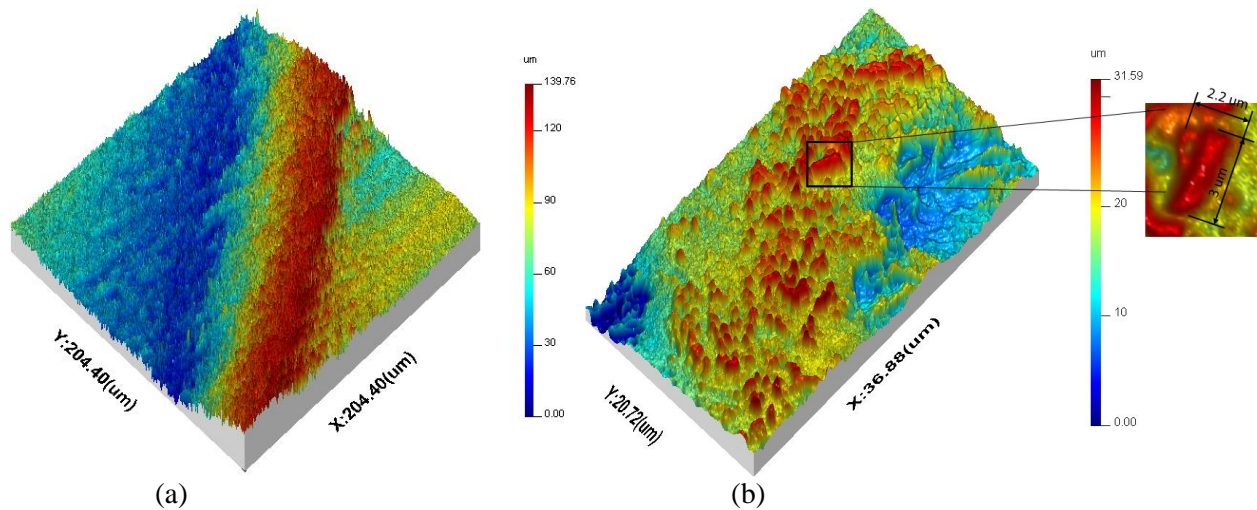 um
139.76
120
90
60
30
0.00
Y:204.40(um)
X:204.40(um)
(a)
um
31.59
20
10
0.00
Y:20.72(um)
X:36.88(um)
2.2 um
3 um
(b)